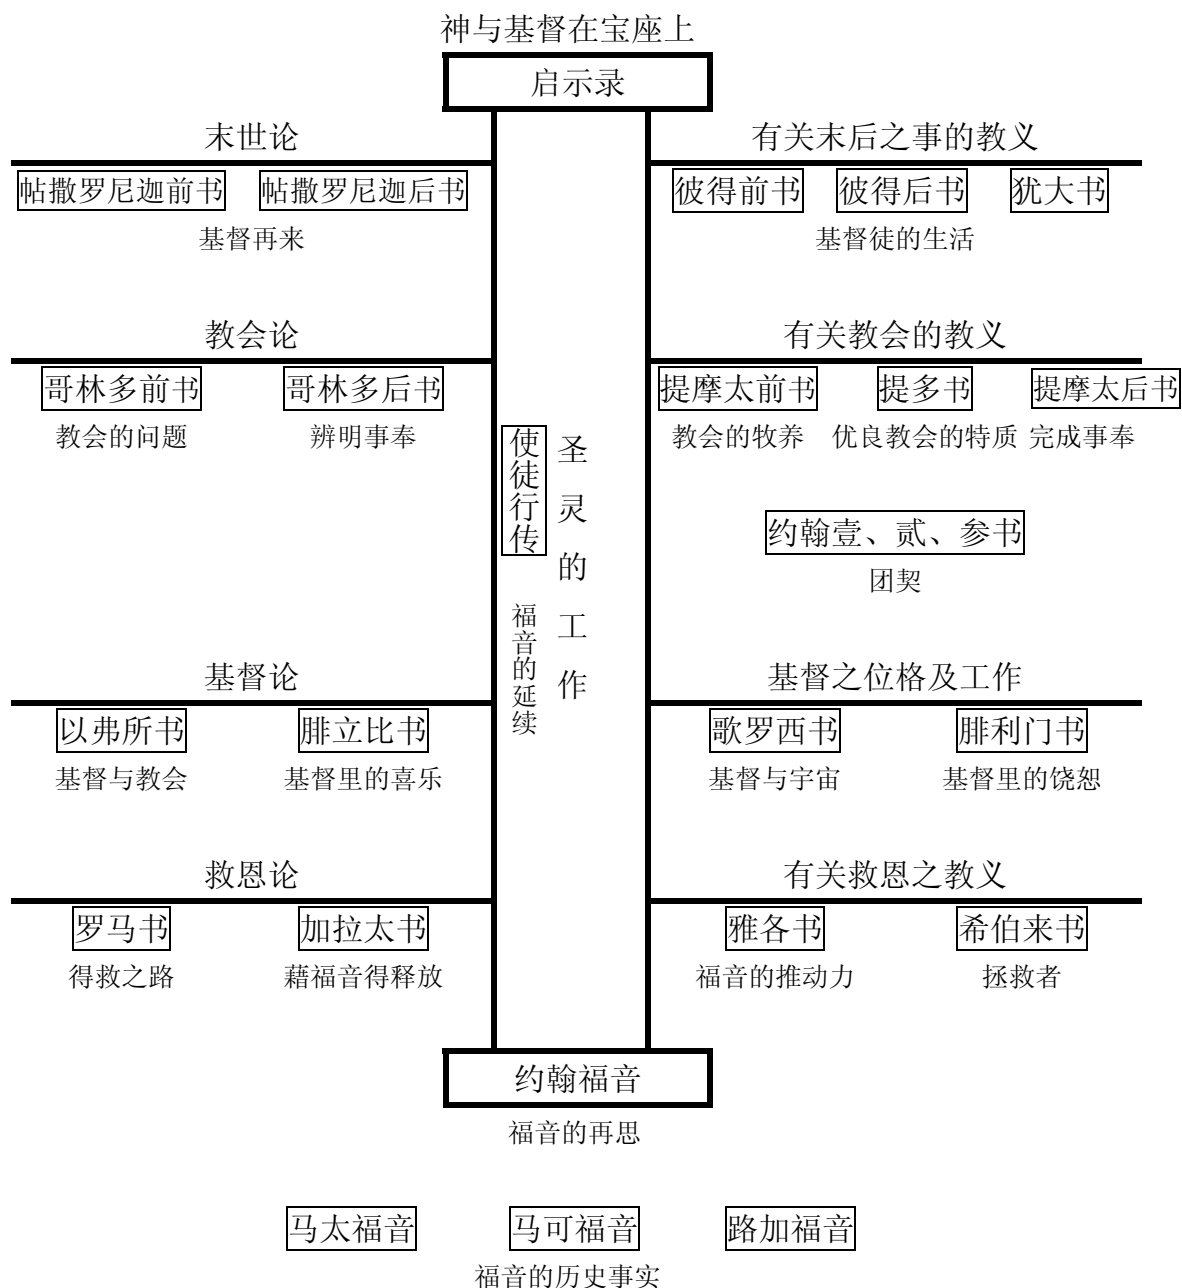 神与基督在宝座上
启示录
末世论
有关末后之事的教义
帖撒罗尼迦前书 帖撒罗尼迦后书
彼得前书 彼得后书 犹大书
基督再来
基督徒的生活
教会论
有关教会的教义
哥林多前书 哥林多后书
提摩太前书 提多书 提摩太后书
教会的问题 辨明事奉
教会的牧养 优良教会的特质 完成事奉
使徒行传
圣灵的工作
福音的延续
约翰壹、贰、参书
团契
基督论
基督之位格及工作
以弗所书 腓立比书
歌罗西书 腓利门书
基督与教会 基督里的喜乐
基督与宇宙 基督里的饶恕
救恩论
有关救恩之教义
罗马书 加拉太书
雅各书 希伯来书
得救之路 藉福音得释放
福音的推动力 拯救者
约翰福音
福音的再思
马太福音 马可福音 路加福音
福音的历史事实